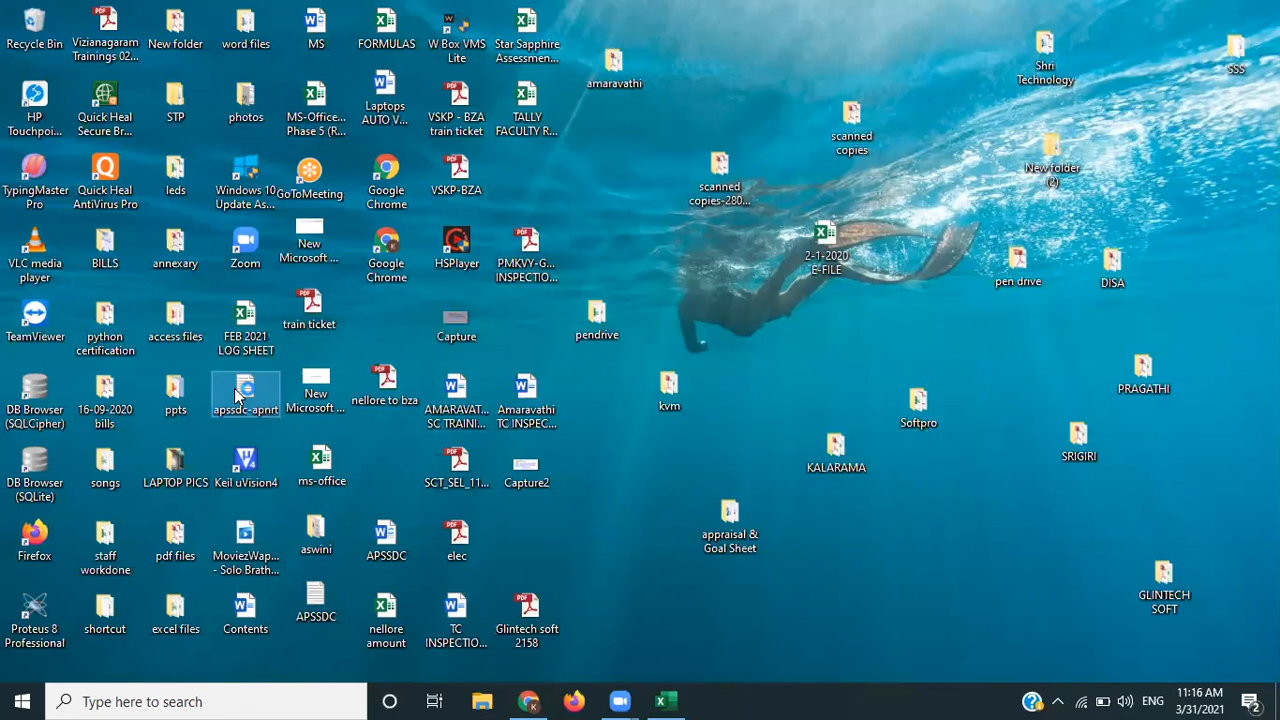 Recycle Bin
Vizianagaram
Trainings 02...
New folder
word files
MS
FORMULAS
W Box VMS
Lite
Star Sapphire
Assessmen...
HP
Touchpoi...
Quick Heal
Secure Br...
STP
photos
MS-Office...
Phase 5 (R...
Laptops
AUTO V...
VSKP - BZA
train ticket
TALLY
FACULTY R...
TypingMaster
Pro
Quick Heal
AntiVirus Pro
leds
Windows 10
Update As...
GoToMeeting
Google
Chrome
VSKP-BZA
VLC media
player
BILLS
annexary
Zoom
New
Microsoft ...
Google
Chrome
HSPlayer
PMKVY-G...
INSPECTIO...
TeamViewer
python
certification
access files
FEB 2021
LOG SHEET
train ticket
Capture
DB Browser
(SQLCipher)
16-09-2020
bills
ppts
apssdc-apnrt
New
Microsoft ...
nellore to bza
AMARAVAT...
SC TRAINI...
Amaravathi
TC INSPEC...
DB Browser
(SQLite)
songs
LAPTOP PICS
Keil uVision4
ms-office
SCT_SEL_11...
Capture2
Firefox
staff
workdone
pdf files
MoviezWap...
- Solo Brath...
aswini
APSSDC
elec
Proteus 8
Professional
shortcut
excel files
Contents
APSSDC
nellore
amount
TC
INSPECTIO...
Glintech soft
2158
amaravathi
Shri
Technology
SSS
scanned
copies
scanned
copies-280...
New folder
(2)
2-1-2020
E-FILE
pen drive
DISA
pendrive
PRAGATHI
kvm
Softpro
SRIGIRI
KALARAMA
appraisal &
Goal Sheet
GLINTECH
SOFT
Type here to search
ENG
11:16 AM
3/31/2021
2